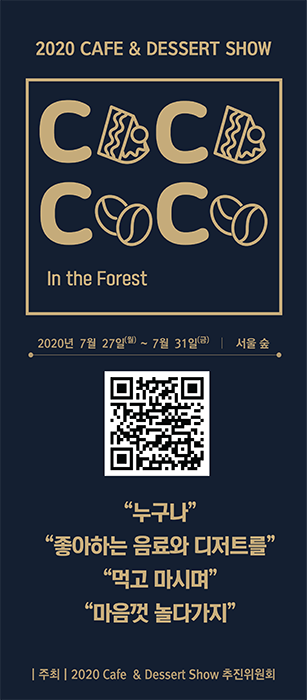 2020 CAFE & DESSERT SHOW
C C
C C
In the Forest
2020년 7월 27일(월) ~ 7월 31일(금) | 서울 숲
“누구나”
“좋아하는 음료와 디저트를”
“먹고 마시며”
“마음껏 놀다가지”
| 주최 | 2020 Cafe & Dessert Show 추진위원회